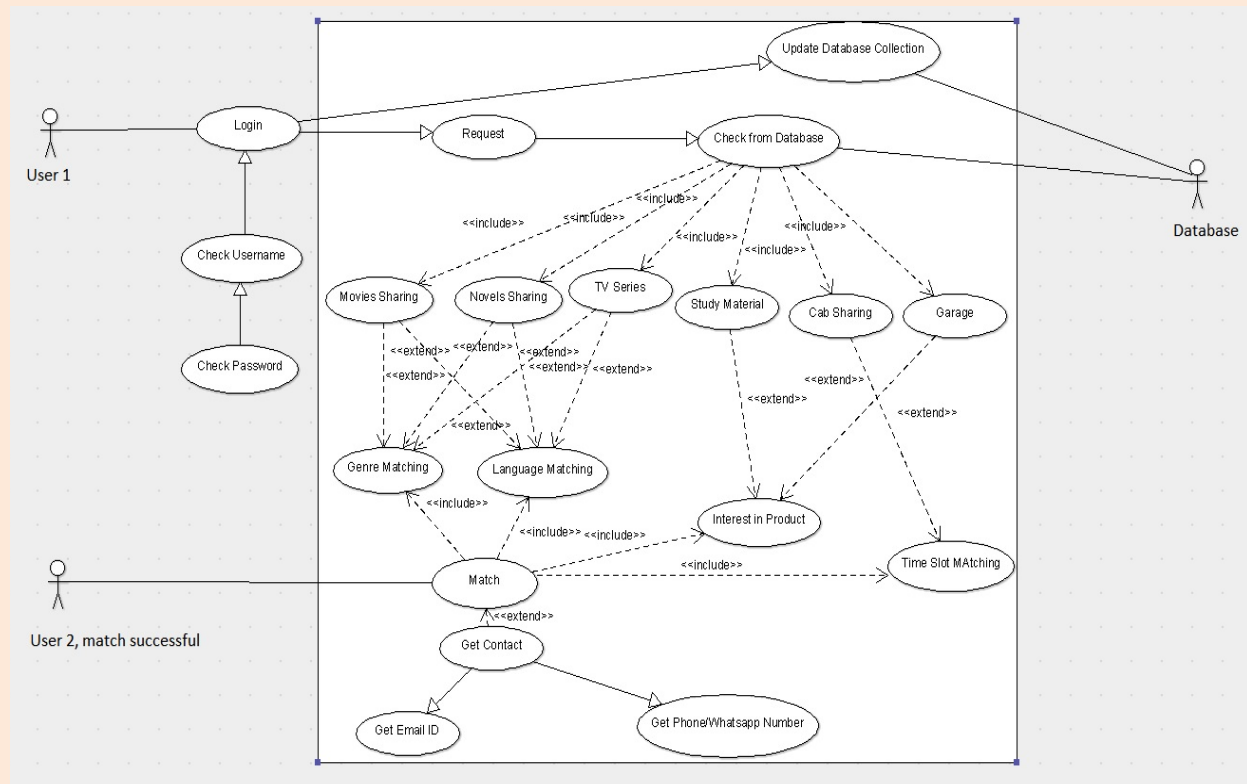 Update Database Collection
Login
Request
Check from Database
User 1
Database
<<include>>
<<include>>
<<include>>
<<include>>
<<include>>
<<include>>
Check Username
Movies Sharing
Novels Sharing
TV Series
Study Material
Cab Sharing
Garage
Check Password
<<extend>>
<<extend>>
<<extend>>
<<extend>>
<<extend>>
<<extend>>
<<extend>>
<<extend>>
<<extend>>
<<extend>>
Genre Matching
Language Matching
<<include>>
<<include>>
<<include>>
Interest in Product
<<include>>
Time Slot MAtching
Match
<<extend>>
User 2, match successful
Get Contact
Get Email ID
Get Phone/Whatsapp Number